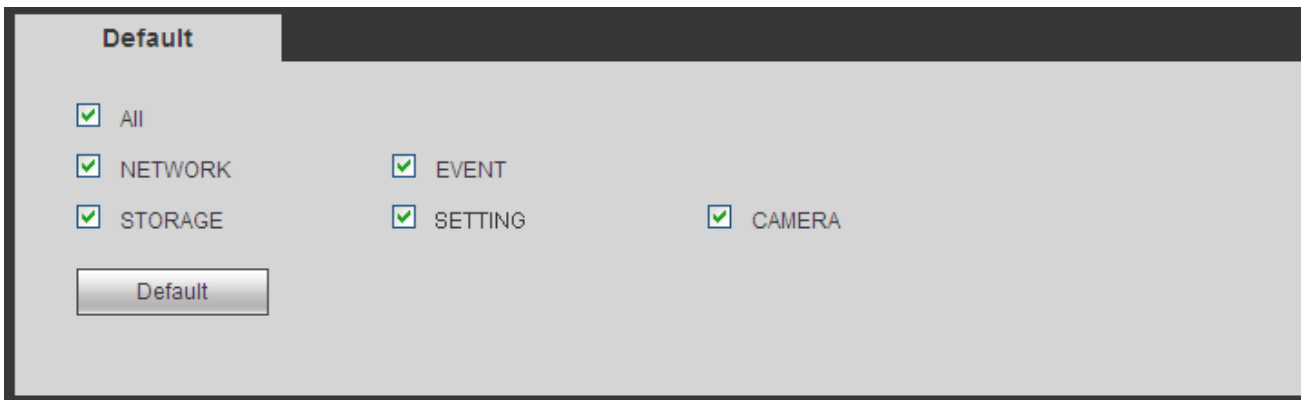 Default
All
NETWORK EVENT
STORAGE SETTING CAMERA
Default